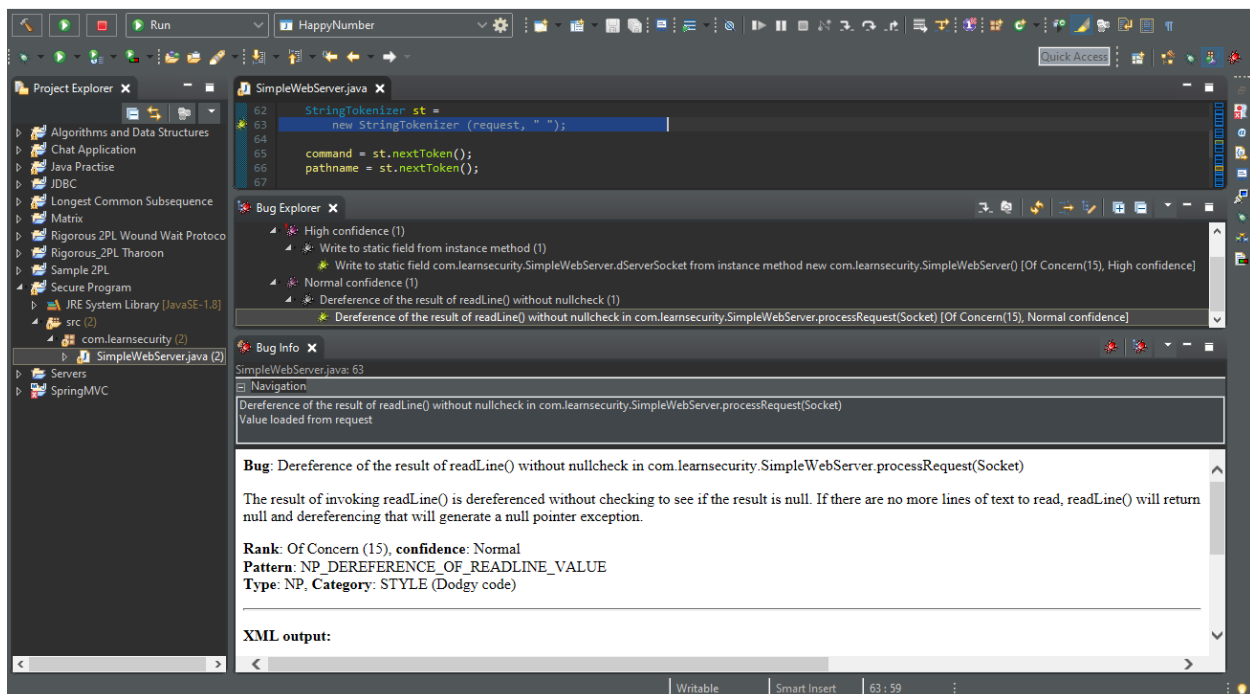 Run
HappyNumber
Quick Access
Project Explorer
Algorithms and Data Structures
Chat Application
Java Practise
JDBC
Longest Common Subsequence
Matrix
Rigorous 2PL Wound Wait Protoco
Rigorous_2PL Tharoon
Sample 2PL
Secure Program
JRE System Library [JavaSE-1.8]
src (2)
com.learnsecurity (2)
SimpleWebServer.java (2)
Servers
SpringMVC
SimpleWebServer.java
62 StringTokenizer st =
63 new StringTokenizer (request, " ");
64
65 command = st.nextToken();
66 pathname = st.nextToken();
67
Bug Explorer
High confidence (1)
Write to static field from instance method (1)
Write to static field com.learnsecurity.SimpleWebServer.dServerSocket from instance method new com.learnsecurity.SimpleWebServer() [Of Concern(15), High confidence]
Normal confidence (1)
Dereference of the result of readLine() without nullcheck (1)
Dereference of the result of readLine() without nullcheck in com.learnsecurity.SimpleWebServer.processRequest(Socket) [Of Concern(15), Normal confidence]
Bug Info
SimpleWebServer.java: 63
Navigation
Dereference of the result of readLine() without nullcheck in com.learnsecurity.SimpleWebServer.processRequest(Socket)
Value loaded from request
Bug: Dereference of the result of readLine() without nullcheck in com.learnsecurity.SimpleWebServer.processRequest(Socket)
The result of invoking readLine() is dereferenced without checking to see if the result is null. If there are no more lines of text to read, readLine() will return
null and dereferencing that will generate a null pointer exception.
Rank: Of Concern (15), confidence: Normal
Pattern: NP_DEREFERENCE_OF_READLINE_VALUE
Type: NP, Category: STYLE (Dodgy code)
XML output:
Writable
Smart Insert
63 : 59